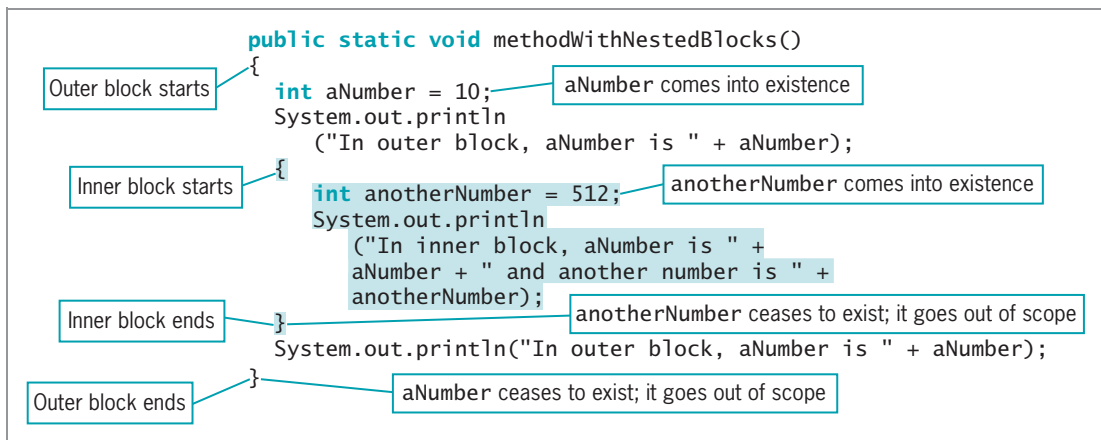 public static void methodWithNestedBlocks()
{
Outer block starts
int aNumber = 10;
aNumber comes into existence
System.out.println
("In outer block, aNumber is " + aNumber);
{
Inner block starts
int anotherNumber = 512;
anotherNumber comes into existence
System.out.println
("In inner block, aNumber is " +
aNumber + " and another number is " +
anotherNumber);
Inner block ends
}
anotherNumber ceases to exist; it goes out of scope
System.out.println("In outer block, aNumber is " + aNumber);
Outer block ends
}
aNumber ceases to exist; it goes out of scope